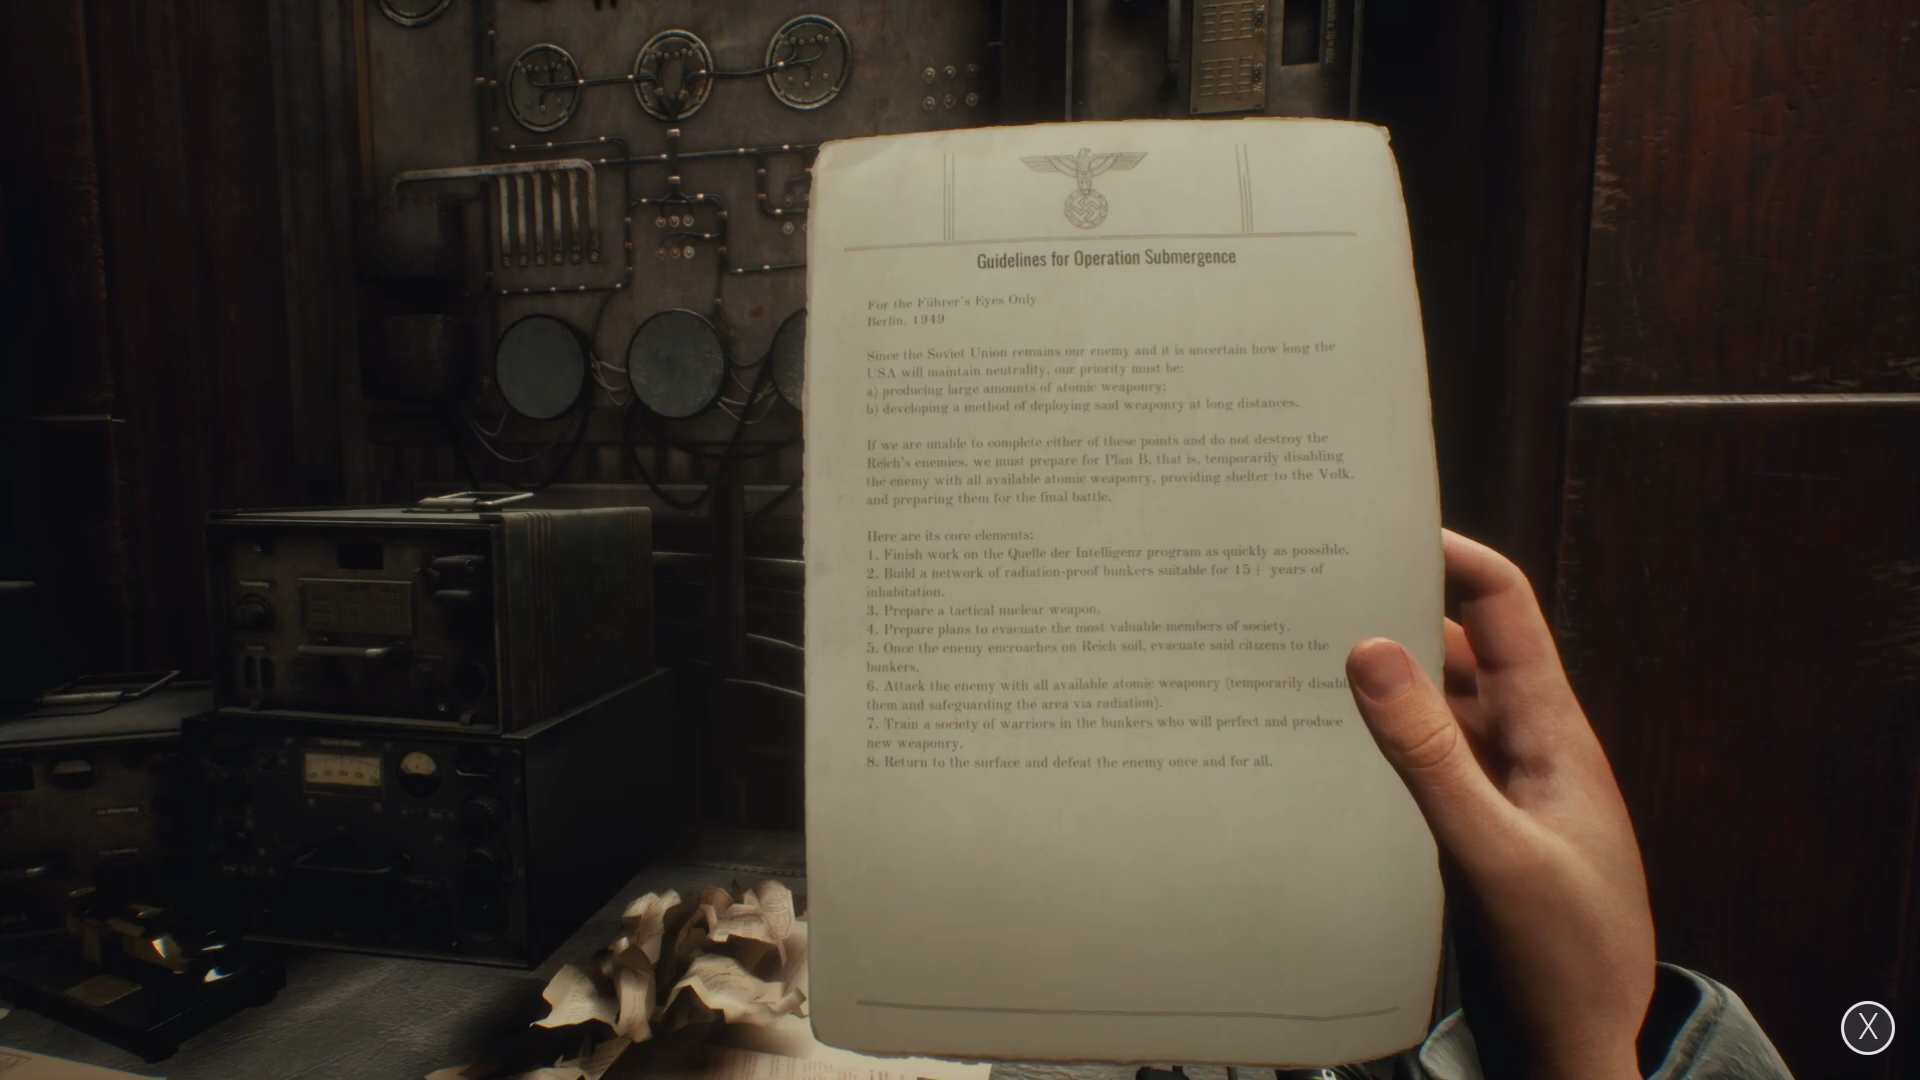 Guidelines for Operation Submergence
For the Führer's Eyes Only
Berlin, 1949
Since the Soviet Union remains our enemy and it is uncertain how long the
USA will maintain neutrality, our priority must be:
a) producing large amounts of atomic weaponry;
b) developing a method of deploying said weaponry at long distances.
If we are unable to complete either of these points and do not destroy the
Reich's enemies, we must prepare for Plan B, that is, temporarily disabling
the enemy with all available atomic weaponry, providing shelter to the Volk,
and preparing them for the final battle.
Here are its core elements:
1. Finish work on the Quelle der Intelligenz program as quickly as possible.
2. Build a network of radiation-proof bunkers suitable for 15+ years of
inhabitation.
3. Prepare a tactical nuclear weapon.
4. Prepare plans to evacuate the most valuable members of society.
5. Once the enemy encroaches on Reich soil, evacuate said citizens to the
bunkers.
6. Attack the enemy with all available atomic weaponry (temporarily disabl
them and safeguarding the area via radiation).
7. Train a society of warriors in the bunkers who will perfect and produce
new weaponry.
8. Return to the surface and defeat the enemy once and for all.
X